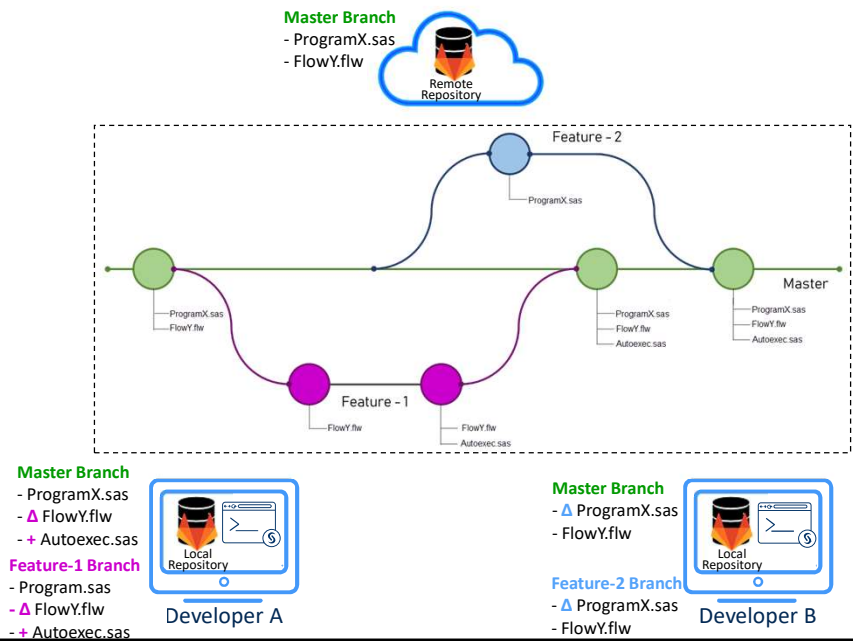 Master Branch
- ProgramX.sas
- FlowY.flw
Remote
Repository
Feature - 2
ProgramX.sas
Master
ProgramX.sas
FlowY.flw
ProgramX.sas
FlowY.flw
Autoexec.sas
ProgramX.sas
FlowY.flw
Autoexec.sas
Feature - 1
FlowY.flw
FlowY.flw
Autoexec.sas
Master Branch
- ProgramX.sas
- Δ FlowY.flw
- + Autoexec.sas
Feature-1 Branch
- Program.sas
- Δ FlowY.flw
- + Autoexec.sas
Local
Repository
Developer A
Master Branch
- Δ ProgramX.sas
- FlowY.flw
Feature-2 Branch
- Δ ProgramX.sas
- FlowY.flw
Local
Repository
Developer B